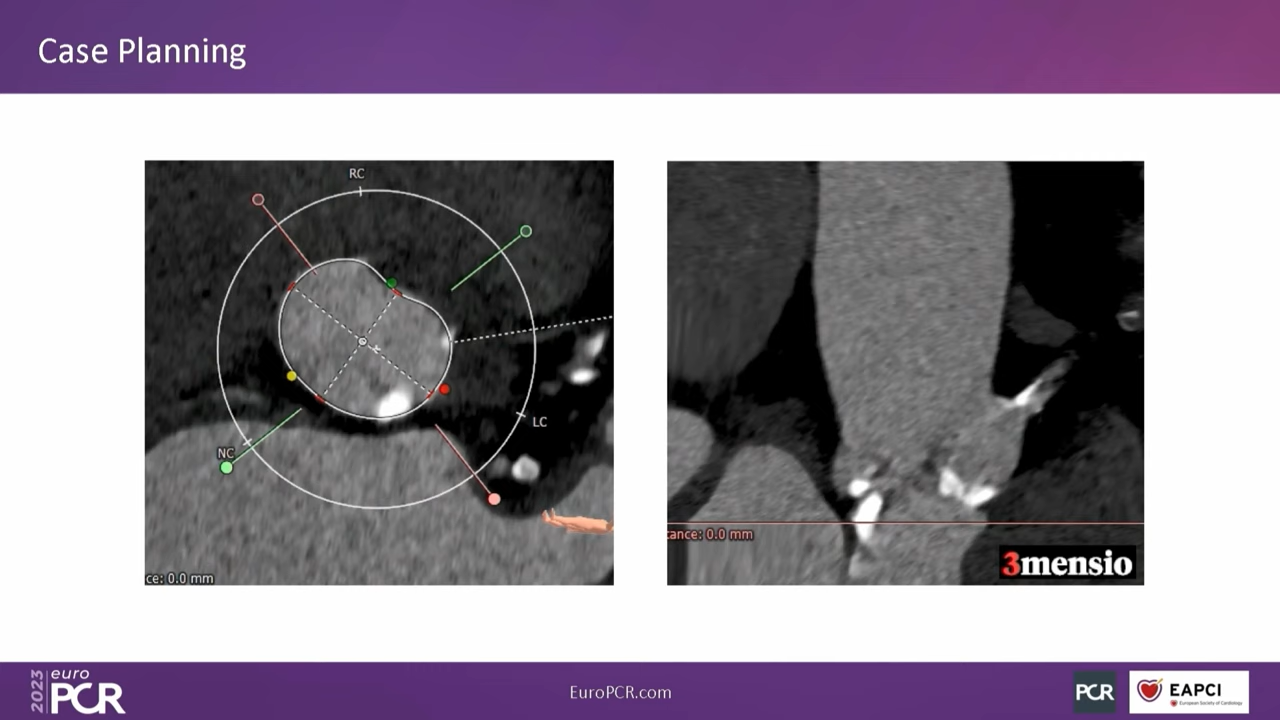 Case Planning
RC
LC
NC
ce: 0.0 mm
tance: 0.0 mm
3mensio
2023
euro
PCR
EuroPCR.com
PCR
EAPCI
European Society of Cardiology